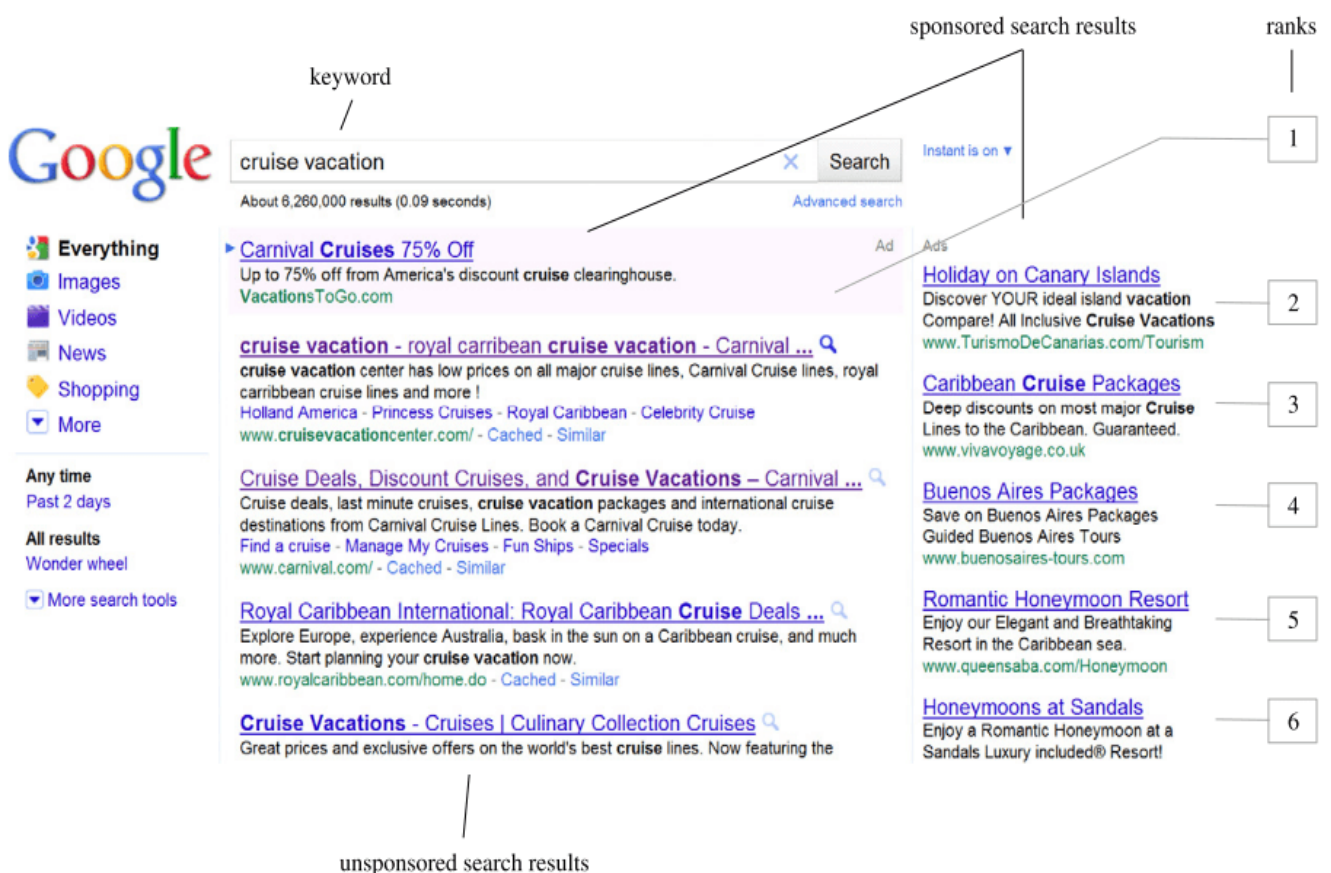 sponsored search results
ranks
keyword
1
Google
cruise vacation
Search
Instant is on
About 6,260,000 results (0.09 seconds)
Advanced search
Everything
Images
Videos
News
Shopping
More
Any time
Past 2 days
All results
Wonder wheel
More search tools
Carnival Cruises 75% Off
Ad
Up to 75% off from America's discount cruise clearinghouse.
VacationsToGo.com
cruise vacation - royal carribean cruise vacation - Carnival ...
cruise vacation center has low prices on all major cruise lines, Carnival Cruise lines, royal
carribbean cruise lines and more !
Holland America - Princess Cruises - Royal Caribbean - Celebrity Cruise
www.cruisevacationcenter.com/ - Cached - Similar
Cruise Deals, Discount Cruises, and Cruise Vacations – Carnival ...
Cruise deals, last minute cruises, cruise vacation packages and international cruise
destinations from Carnival Cruise Lines. Book a Carnival Cruise today.
Find a cruise - Manage My Cruises - Fun Ships - Specials
www.carnival.com/ - Cached - Similar
Royal Caribbean International: Royal Caribbean Cruise Deals ...
Explore Europe, experience Australia, bask in the sun on a Caribbean cruise, and much
more. Start planning your cruise vacation now.
www.royalcaribbean.com/home.do - Cached - Similar
Cruise Vacations - Cruises | Culinary Collection Cruises
Great prices and exclusive offers on the world's best cruise lines. Now featuring the
Ads
Holiday on Canary Islands
Discover YOUR ideal island vacation
Compare! All Inclusive Cruise Vacations
www.TurismoDeCanarias.com/Tourism
2
Caribbean Cruise Packages
Deep discounts on most major Cruise
Lines to the Caribbean. Guaranteed.
www.vivavoyage.co.uk
3
Buenos Aires Packages
Save on Buenos Aires Packages
Guided Buenos Aires Tours
www.buenosaires-tours.com
4
Romantic Honeymoon Resort
Enjoy our Elegant and Breathtaking
Resort in the Caribbean sea.
www.queensaba.com/Honeymoon
5
Honeymoons at Sandals
Enjoy a Romantic Honeymoon at a
Sandals Luxury included® Resort!
6
unsponsored search results